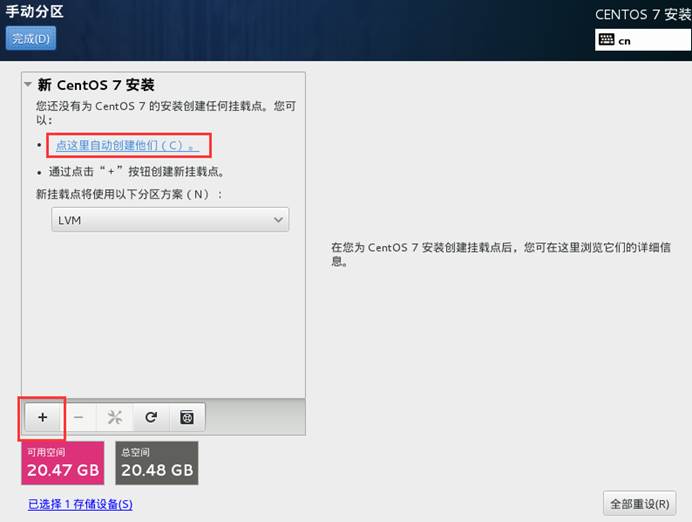 手动分区
CENTOS 7 安装
完成(D)
cn
新 CentOS 7 安装
您还没有为 CentOS 7 的安装创建任何挂载点。您可
以：
• 点这里自动创建他们（C）。
• 通过点击“+”按钮创建新挂载点。
新挂载点将使用以下分区方案（N）：
LVM
在您为 CentOS 7 安装创建挂载点后，您可在这里浏览它们的详细信
息。
+ −
可用空间
20.47 GB
总空间
20.48 GB
已选择 1 存储设备(S)
全部重设(R)